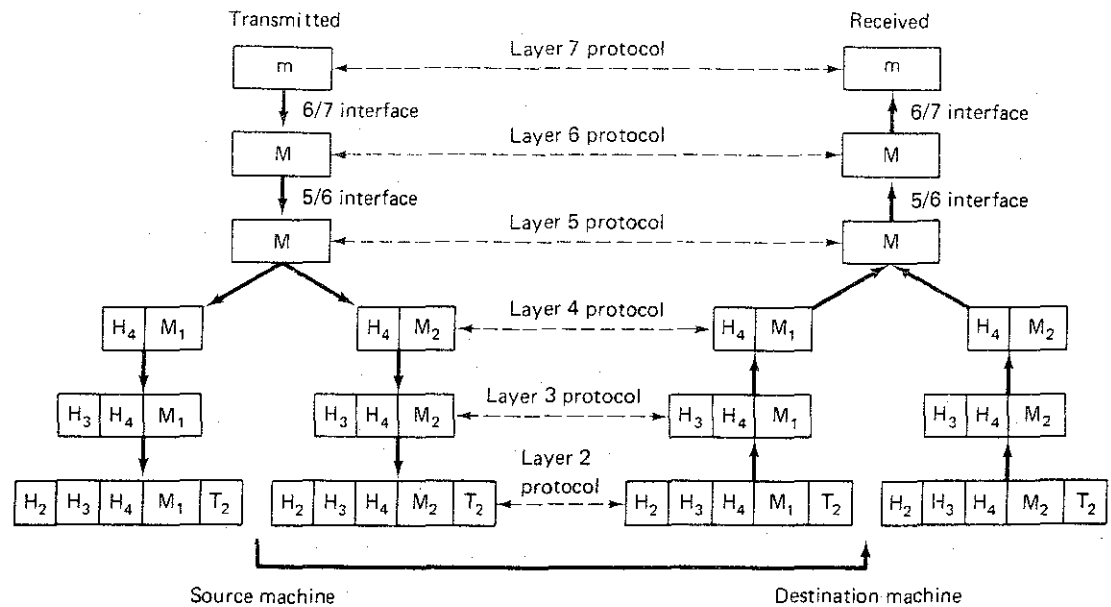 Transmitted
Received
Layer 7 protocol
m
m
6/7 interface
6/7 interface
Layer 6 protocol
M
M
5/6 interface
5/6 interface
Layer 5 protocol
M
M
Layer 4 protocol
H₄ M₁
H₄ M₂
H₄ M₁
H₄ M₂
Layer 3 protocol
H₃ H₄ M₁
H₃ H₄ M₂
H₃ H₄ M₁
H₃ H₄ M₂
Layer 2
protocol
H₂ H₃ H₄ M₁ T₂
H₂ H₃ H₄ M₂ T₂
H₂ H₃ H₄ M₁ T₂
H₂ H₃ H₄ M₂ T₂
Source machine
Destination machine